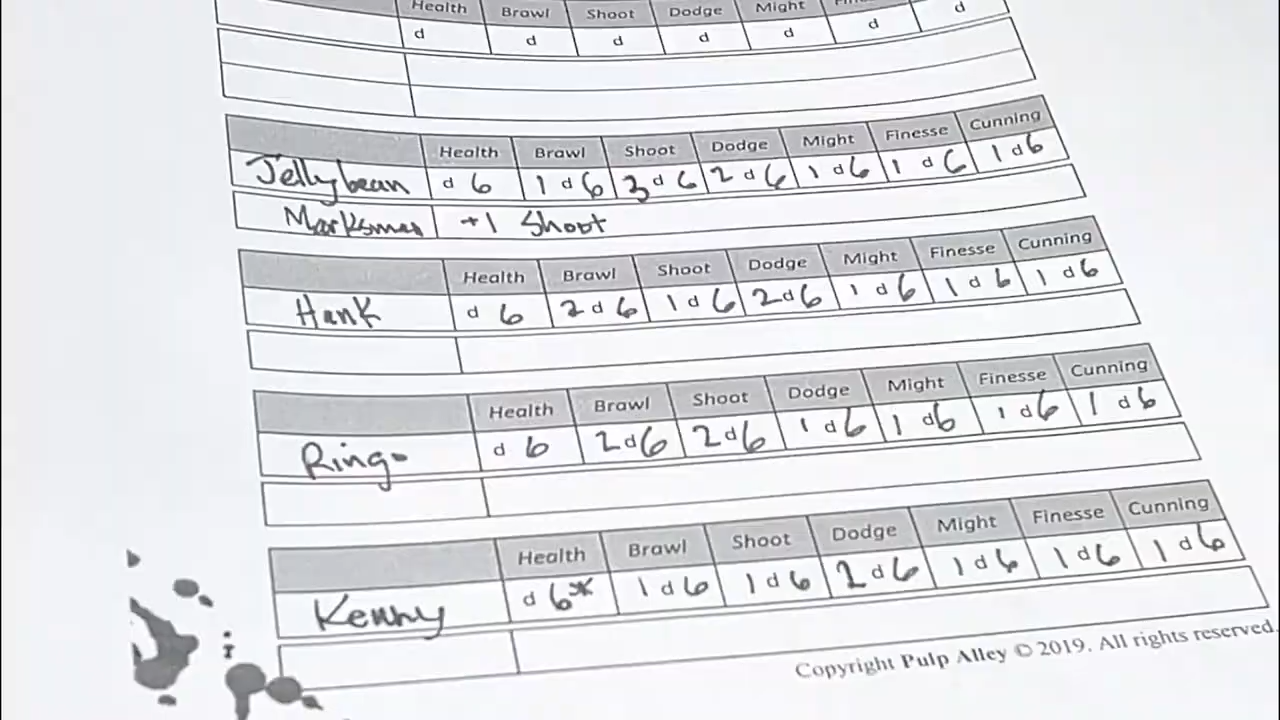 Health Brawl Shoot Dodge Might
d d d d d d d
Health Brawl Shoot Dodge Might Finesse Cunning
Jellybean d 6 1 d 6 3 d 6 2 d 6 1 d 6 1 d 6 1 d 6
Marksman +1 Shoot
Health Brawl Shoot Dodge Might Finesse Cunning
Hank d 6 2 d 6 1 d 6 2 d 6 1 d 6 1 d 6 1 d 6
Health Brawl Shoot Dodge Might Finesse Cunning
Ringo d 6 2 d 6 2 d 6 1 d 6 1 d 6 1 d 6 1 d 6
Health Brawl Shoot Dodge Might Finesse Cunning
Kenny d 6* 1 d 6 1 d 6 2 d 6 1 d 6 1 d 6 1 d 6
Copyright Pulp Alley © 2019. All rights reserved.